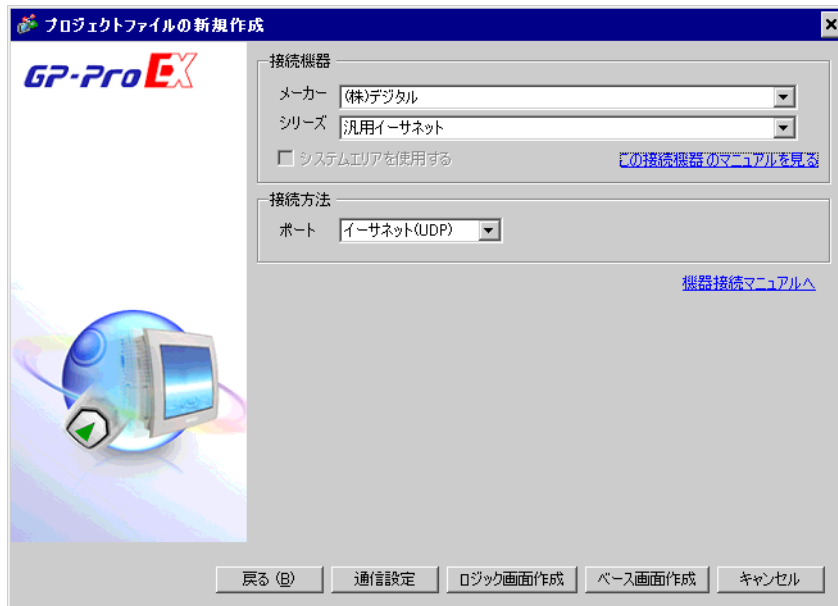 プロジェクトファイルの新規作成
GP-Pro EX
接続機器
メーカー (株)デジタル
シリーズ 汎用イーサネット
システムエリアを使用する この接続機器のマニュアルを見る
接続方法
ポート イーサネット(UDP)
機器接続マニュアルへ
戻る(B) 通信設定 ロジック画面作成 ベース画面作成 キャンセル